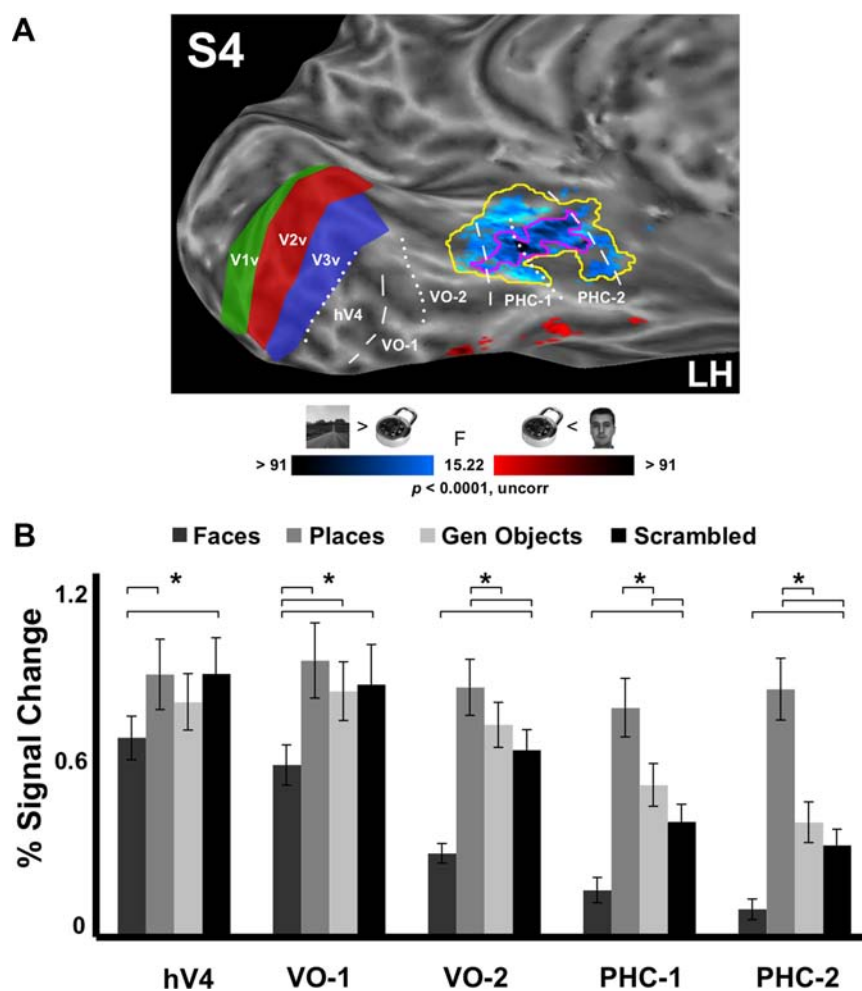 A
S4
V1v
V2v
V3v
hV4
VO-1
VO-2
PHC-1
PHC-2
LH
> F <
> 91 15.22 > 91
p < 0.0001, uncorr
B
Faces Places Gen Objects Scrambled
* * * * *
1.2
0.6
0
% Signal Change
hV4 VO-1 VO-2 PHC-1 PHC-2